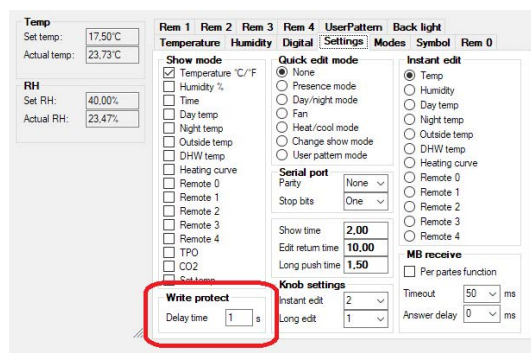 Temp
Set temp: 17,50°C
Actual temp: 23,73°C
RH
Set RH: 40,00%
Actual RH: 23,47%
Rem 1 Rem 2 Rem 3 Rem 4 UserPattern Back light
Temperature Humidity Digital Settings Modes Symbol Rem 0
Show mode
Temperature °C/°F
Humidity %
Time
Day temp
Night temp
Outside temp
DHW temp
Heating curve
Remote 0
Remote 1
Remote 2
Remote 3
Remote 4
TPO
CO2
Set temp
Write protect
Delay time 1 s
Quick edit mode
None
Presence mode
Day/night mode
Fan
Heat/cool mode
Change show mode
User pattern mode
Serial port
Parity None
Stop bits One
Show time 2,00
Edit return time 10,00
Long push time 1,50
Knob settings
Instant edit 2
Long edit 1
Instant edit
Temp
Humidity
Day temp
Night temp
Outside temp
DHW temp
Heating curve
Remote 0
Remote 1
Remote 2
Remote 3
Remote 4
MB receive
Per partes function
Timeout 50 ms
Answer delay 0 ms